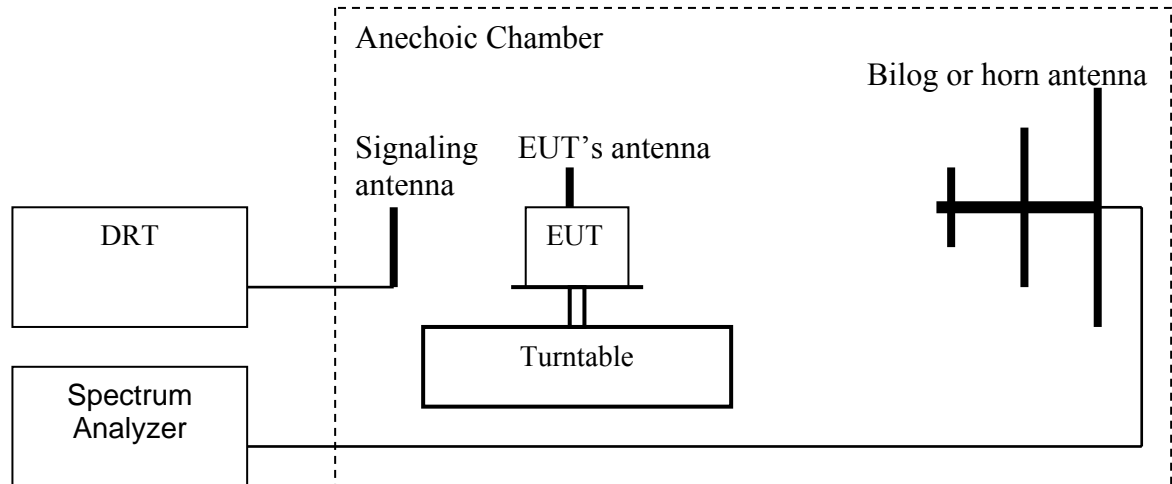 Anechoic Chamber
Bilog or horn antenna
Signaling
antenna
EUT’s antenna
DRT
EUT
Turntable
Spectrum
Analyzer